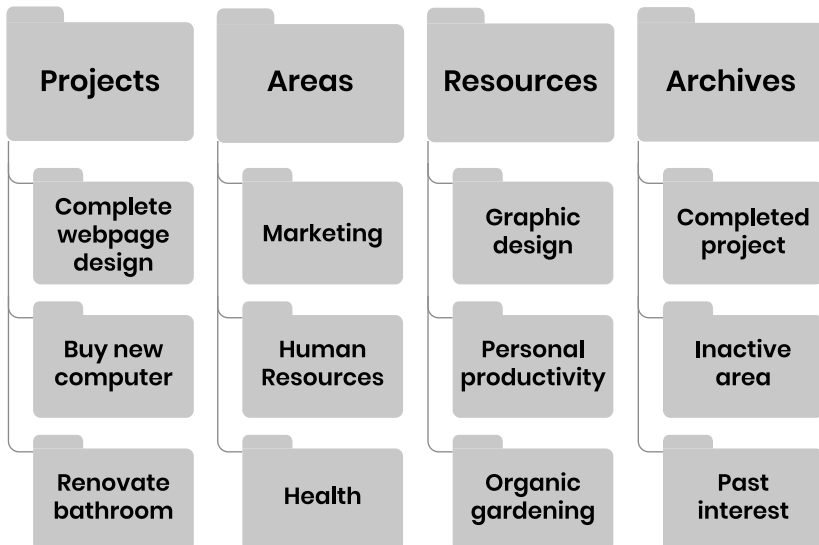 Projects
Complete
webpage
design
Buy new
computer
Renovate
bathroom
Areas
Marketing
Human
Resources
Health
Resources
Graphic
design
Personal
productivity
Organic
gardening
Archives
Completed
project
Inactive
area
Past
interest